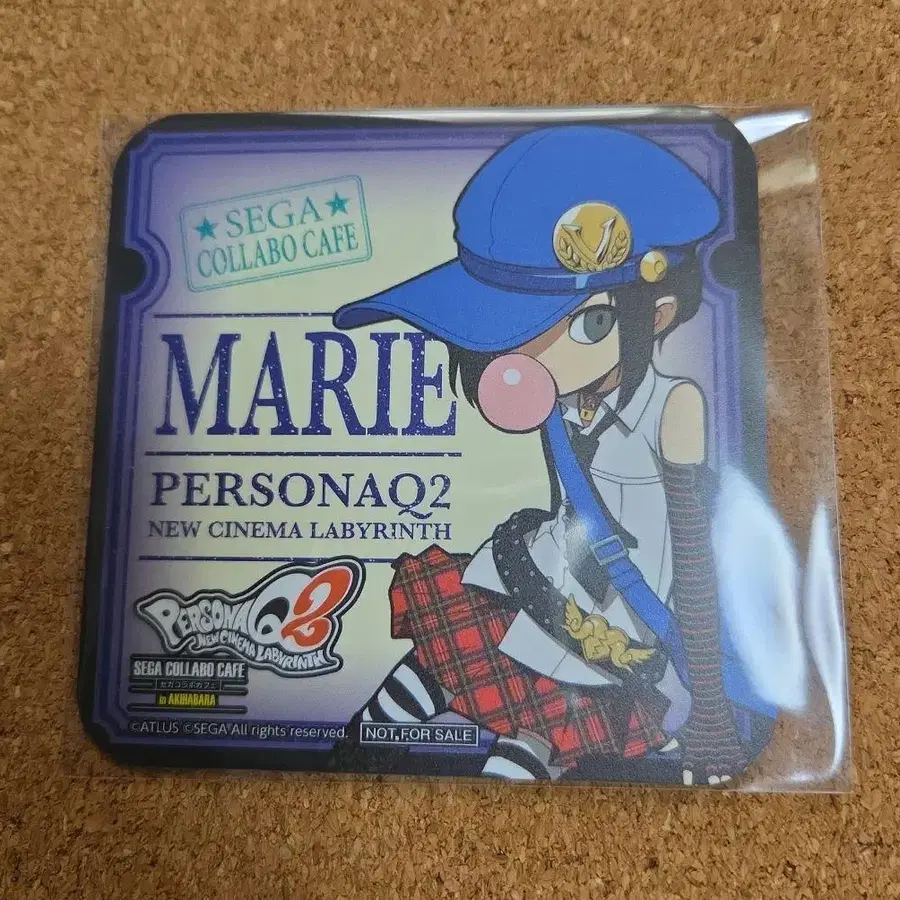 ★SEGA★
COLLABO CAFE
MARIE
PERSONAQ2
NEW CINEMA LABYRINTH
PERSONA Q2
NEW CINEMA LABYRINTH
SEGA COLLABO CAFE
セガコラボカフェ
in AKIHABARA
©ATLUS ©SEGA All rights reserved.
NOT FOR SALE
V